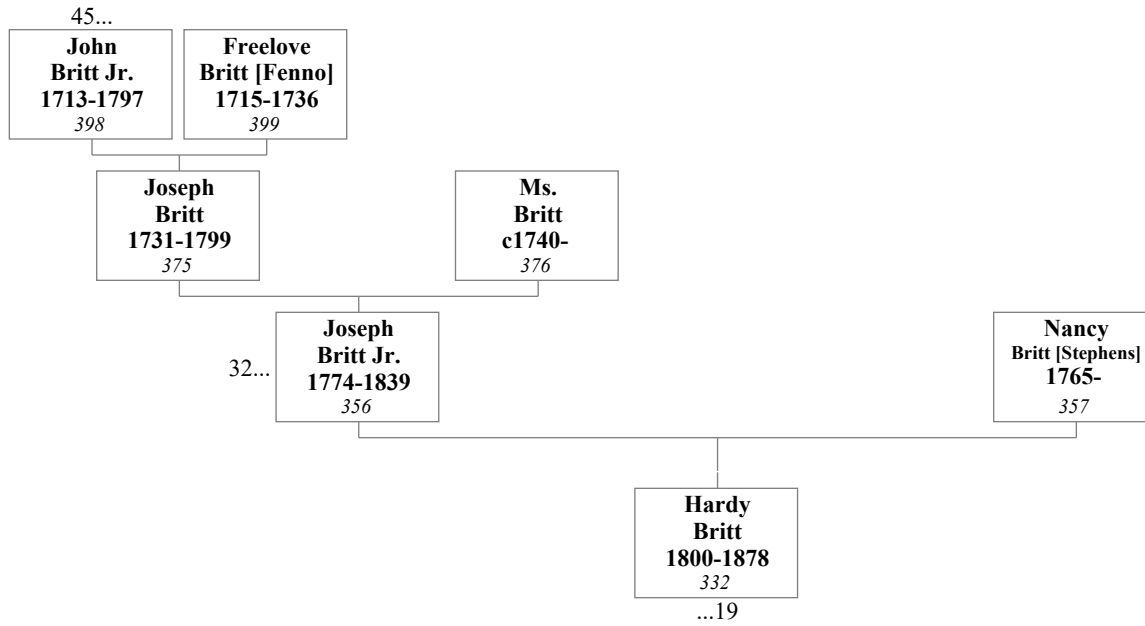 45...
John
Britt Jr.
1713-1797
398
Freelove
Britt [Fenno]
1715-1736
399
Joseph
Britt
1731-1799
375
Ms.
Britt
c1740-
376
32...
Joseph
Britt Jr.
1774-1839
356
Nancy
Britt [Stephens]
1765-
357
Hardy
Britt
1800-1878
332
...19